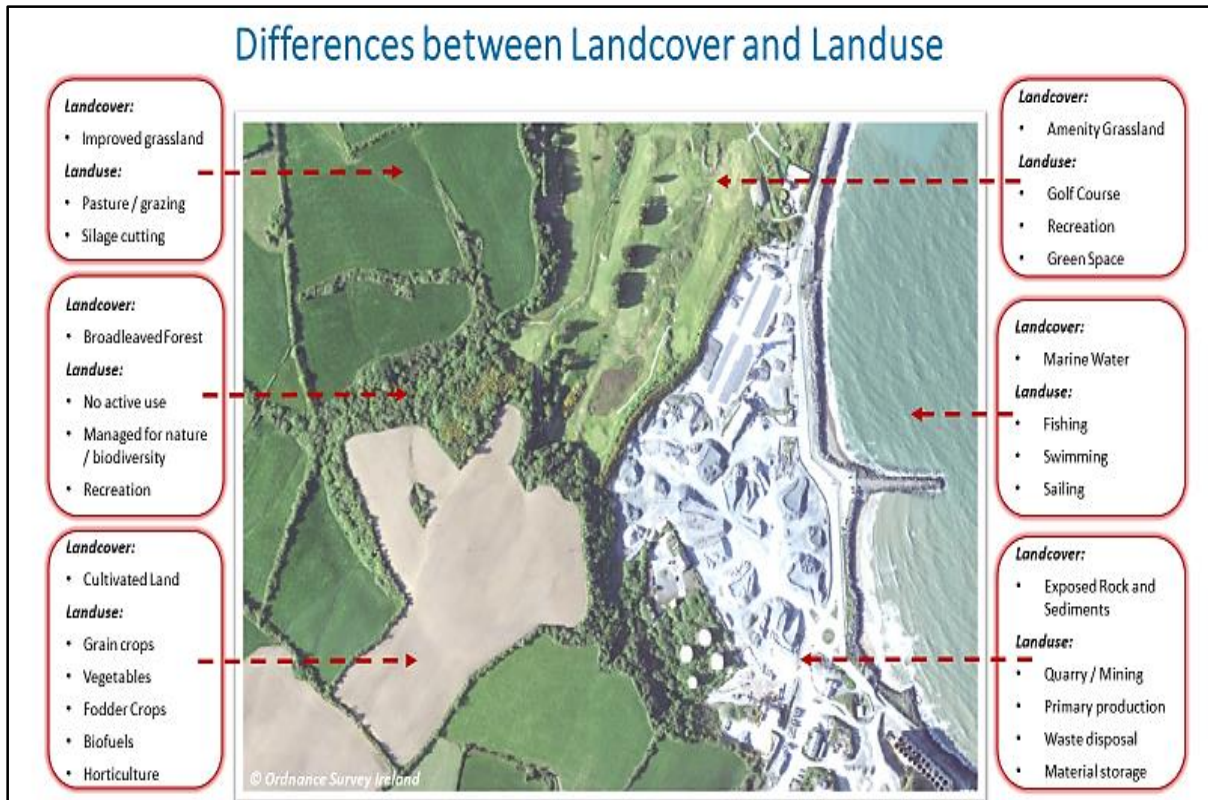 Differences between Landcover and Landuse
Landcover:
• Improved grassland
Landuse:
• Pasture / grazing
• Silage cutting
Landcover:
• Broadleaved Forest
Landuse:
• No active use
• Managed for nature
/ biodiversity
• Recreation
Landcover:
• Cultivated Land
Landuse:
• Grain crops
• Vegetables
• Fodder Crops
• Biofuels
• Horticulture
Landcover:
• Amenity Grassland
Landuse:
• Golf Course
• Recreation
• Green Space
Landcover:
• Marine Water
Landuse:
• Fishing
• Swimming
• Sailing
Landcover:
• Exposed Rock and
Sediments
Landuse:
• Quarry / Mining
• Primary production
• Waste disposal
• Material storage
© Ordnance Survey Ireland